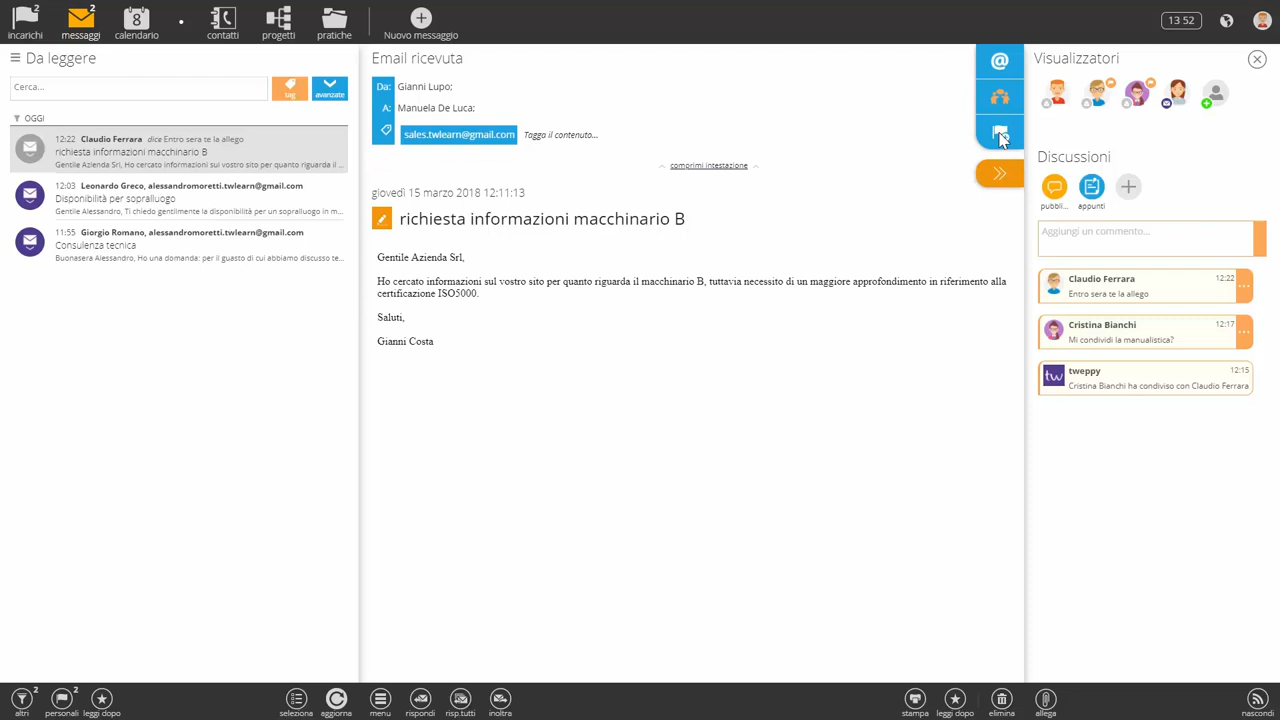 2
incarichi
messaggi
8
calendario
contatti
progetti
pratiche
Nuovo messaggio
13 52
Da leggere
Cerca...
tag
avanzate
OGGI
12:22 Claudio Ferrara dice Entro sera te la allego
richiesta informazioni macchinario B
Gentile Azienda Srl, Ho cercato informazioni sul vostro sito per quanto riguarda il ...
12:03 Leonardo Greco, alessandromoretti.twlearn@gmail.com
Disponibilità per sopralluogo
Gentile Alessandro, Ti chiedo gentilmente la disponibilità per un sopralluogo in m...
11:55 Giorgio Romano, alessandromoretti.twlearn@gmail.com
Consulenza tecnica
Buonasera Alessandro, Ho una domanda: per il guasto di cui abbiamo discusso te...
Email ricevuta
Da: Gianni Lupo;
A: Manuela De Luca;
sales.twlearn@gmail.com Tagga il contenuto...
comprimi intestazione
giovedì 15 marzo 2018 12:11:13
richiesta informazioni macchinario B
Gentile Azienda Srl,
Ho cercato informazioni sul vostro sito per quanto riguarda il macchinario B, tuttavia necessito di un maggiore approfondimento in riferimento alla
certificazione ISO5000.
Saluti,
Gianni Costa
@
Visualizzatori
Discussioni
pubbli...
appunti
Aggiungi un commento...
Claudio Ferrara 12:22
Entro sera te la allego
Cristina Bianchi 12:17
Mi condividi la manualistica?
tw
tweppy 12:15
Cristina Bianchi ha condiviso con Claudio Ferrara
2
altri
2
personali
leggi dopo
seleziona
aggiorna
menu
rispondi
risp.tutti
inoltra
stampa
leggi dopo
elimina
allega
nascondi